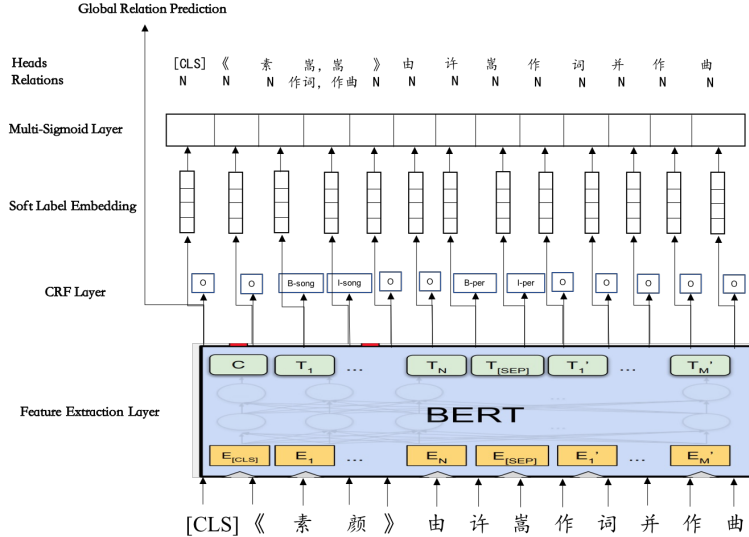 Global Relation Prediction
Heads [CLS] 《 素 嵩,嵩 》 由 许 嵩 作 词 并 作 曲
Relations N N N 作词,作曲 N N N N N N N N N
Multi-Sigmoid Layer
Soft Label Embedding
CRF Layer O O B-song I-song O O B-per I-per O O O O O
C T1 ... TN T[SEP] T1' ... TM'
Feature Extraction Layer
BERT
E[CLS] E1 ... EN E[SEP] E1' ... EM'
[CLS] 《 素 颜 》 由 许 嵩 作 词 并 作 曲